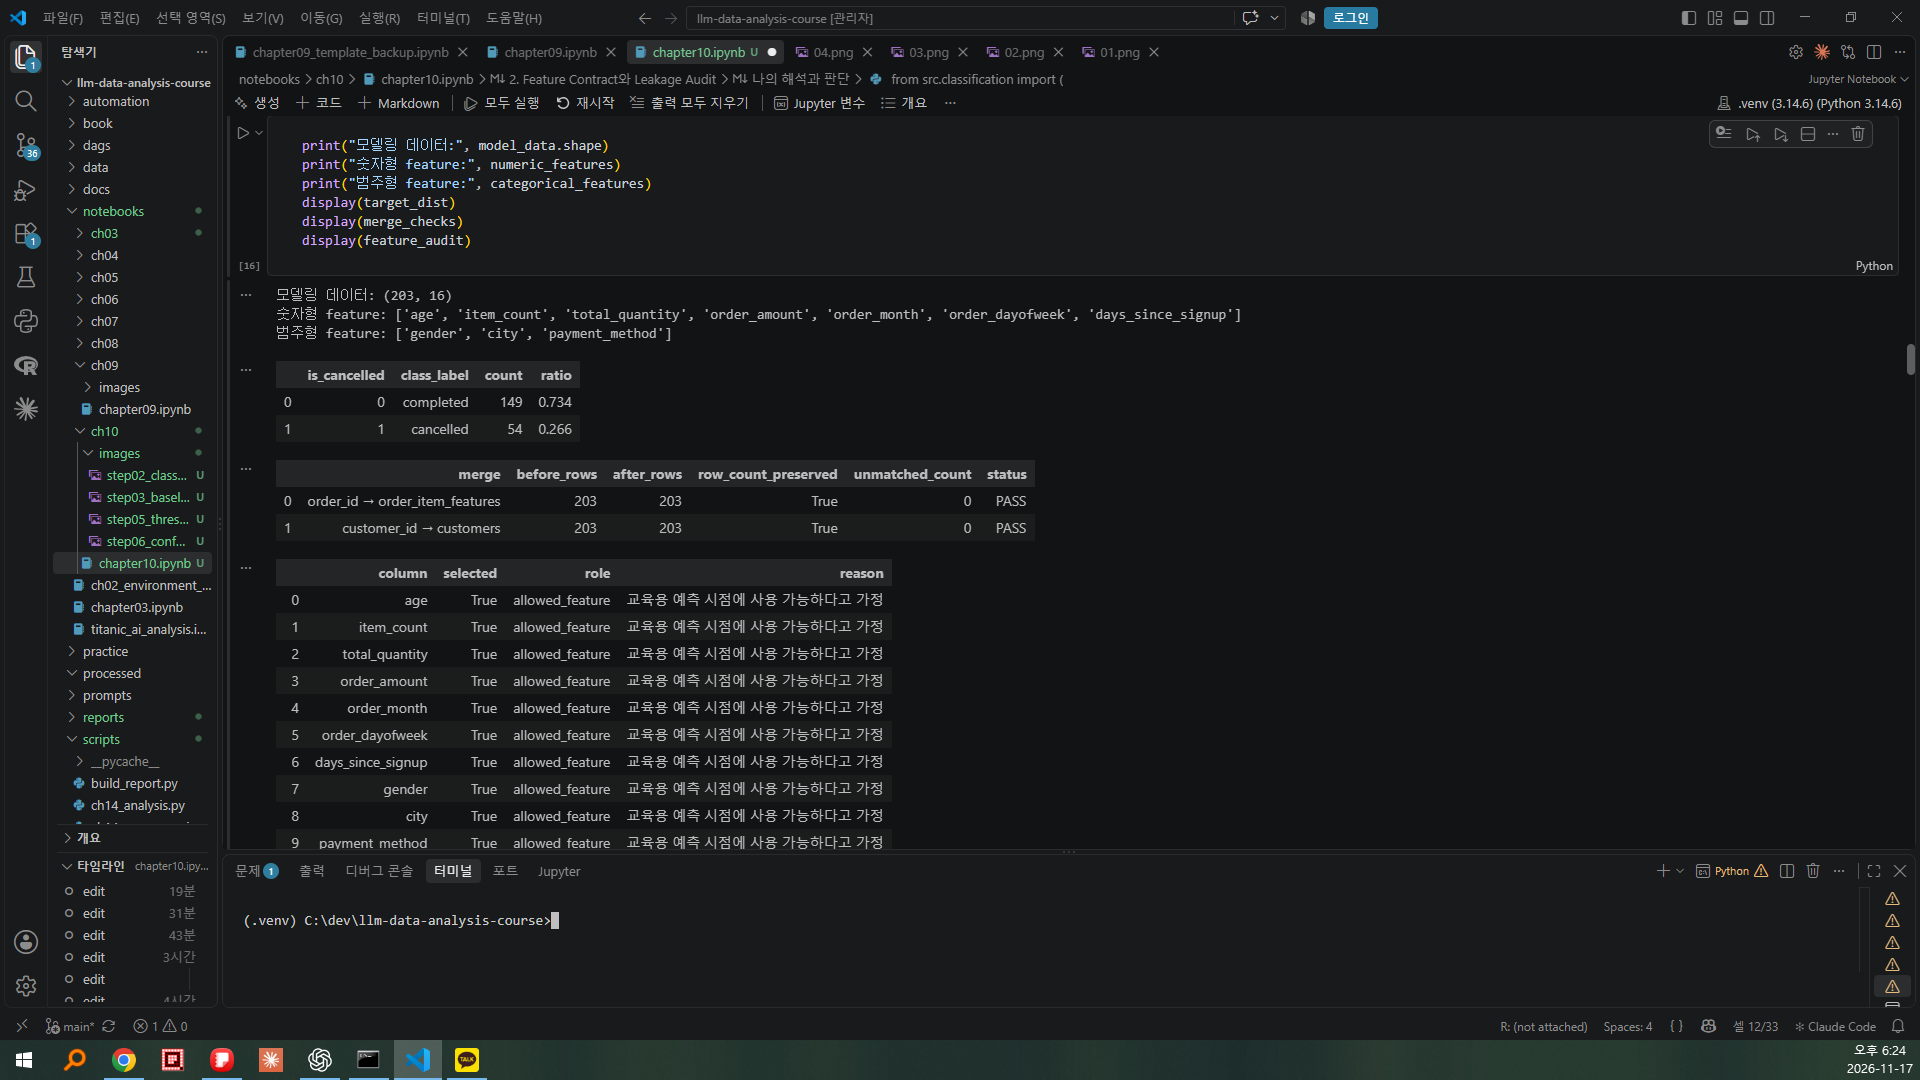 파일(F) 편집(E) 선택 영역(S) 보기(V) 이동(G) 실행(R) 터미널(T) 도움말(H)
llm-data-analysis-course [관리자]
로그인
탐색기
chapter09_template_backup.ipynb
chapter09.ipynb
chapter10.ipynb U
04.png
03.png
02.png
01.png
notebooks > ch10 > chapter10.ipynb > M↓ 2. Feature Contract와 Leakage Audit > M↓ 나의 해석과 판단 > from src.classification import (
Jupyter Notebook
생성 + 코드 + Markdown 모두 실행 재시작 출력 모두 지우기 Jupyter 변수 개요
.venv (3.14.6) (Python 3.14.6)
llm-data-analysis-course
automation
book
dags
data
docs
notebooks
ch03
ch04
ch05
ch06
ch07
ch08
ch09
images
chapter09.ipynb
ch10
images
step02_class... U
step03_basel... U
step05_thres... U
step06_conf... U
chapter10.ipynb U
ch02_environment_...
chapter03.ipynb
titanic_ai_analysis.i...
practice
processed
prompts
reports
scripts
__pycache__
build_report.py
ch14_analysis.py
개요
타임라인 chapter10.ipy...
edit 19분
edit 31분
edit 43분
edit 3시간
edit
edit 4시간
1
36
1
print("모델링 데이터:", model_data.shape)
print("숫자형 feature:", numeric_features)
print("범주형 feature:", categorical_features)
display(target_dist)
display(merge_checks)
display(feature_audit)
[16]
Python
모델링 데이터: (203, 16)
숫자형 feature: ['age', 'item_count', 'total_quantity', 'order_amount', 'order_month', 'order_dayofweek', 'days_since_signup']
범주형 feature: ['gender', 'city', 'payment_method']
is_cancelled class_label count ratio
0 0 completed 149 0.734
1 1 cancelled 54 0.266
merge before_rows after_rows row_count_preserved unmatched_count status
0 order_id → order_item_features 203 203 True 0 PASS
1 customer_id → customers 203 203 True 0 PASS
column selected role reason
0 age True allowed_feature 교육용 예측 시점에 사용 가능하다고 가정
1 item_count True allowed_feature 교육용 예측 시점에 사용 가능하다고 가정
2 total_quantity True allowed_feature 교육용 예측 시점에 사용 가능하다고 가정
3 order_amount True allowed_feature 교육용 예측 시점에 사용 가능하다고 가정
4 order_month True allowed_feature 교육용 예측 시점에 사용 가능하다고 가정
5 order_dayofweek True allowed_feature 교육용 예측 시점에 사용 가능하다고 가정
6 days_since_signup True allowed_feature 교육용 예측 시점에 사용 가능하다고 가정
7 gender True allowed_feature 교육용 예측 시점에 사용 가능하다고 가정
8 city True allowed_feature 교육용 예측 시점에 사용 가능하다고 가정
9 payment_method True allowed_feature 교육용 예측 시점에 사용 가능하다고 가정
문제 1 출력 디버그 콘솔 터미널 포트 Jupyter
Python
(.venv) C:\dev\llm-data-analysis-course>
main* 1 0
R: (not attached) Spaces: 4 { } 셀 12/33 Claude Code
TALK
오후 6:24
2026-11-17